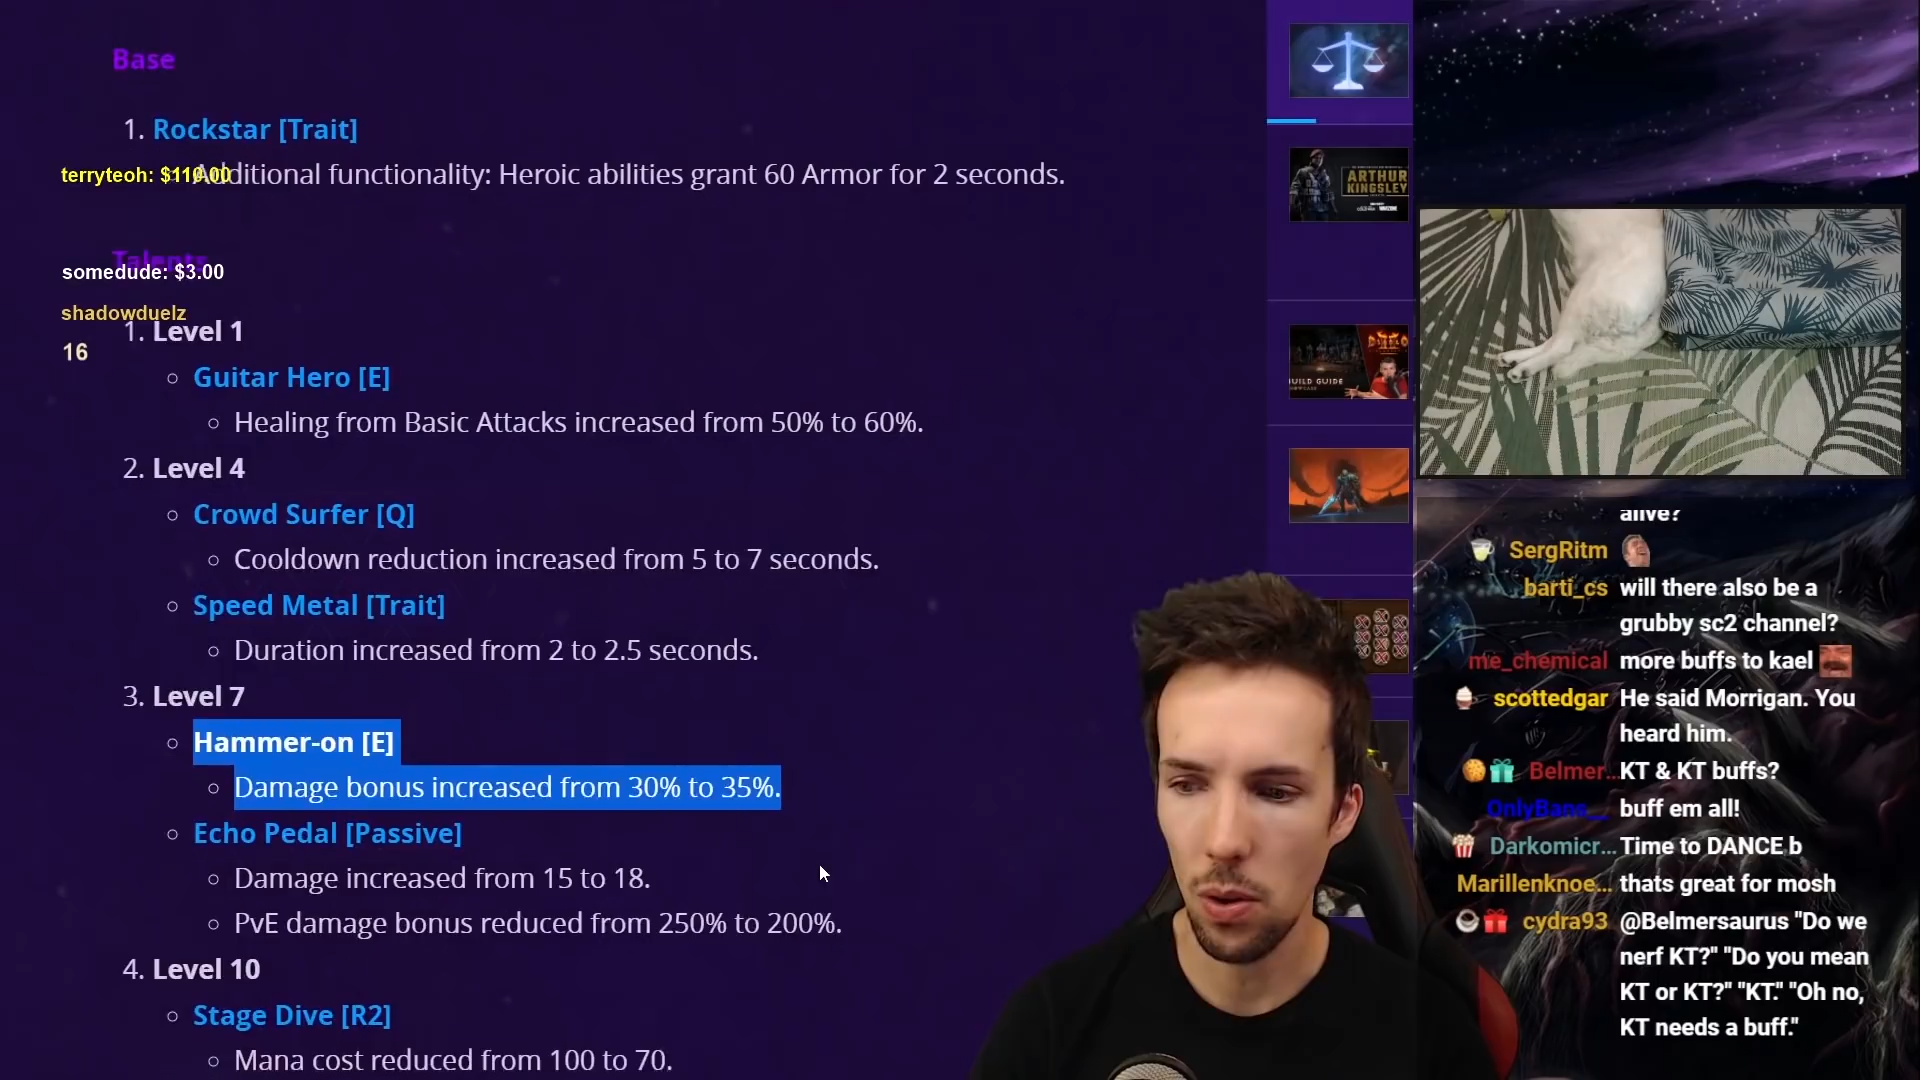 Base
1. Rockstar [Trait]
Additional functionality: Heroic abilities grant 60 Armor for 2 seconds.
terryteoh: $110.00
Talents
somedude: $3.00
shadowduelz
16
1. Level 1
Guitar Hero [E]
Healing from Basic Attacks increased from 50% to 60%.
2. Level 4
Crowd Surfer [Q]
Cooldown reduction increased from 5 to 7 seconds.
Speed Metal [Trait]
Duration increased from 2 to 2.5 seconds.
3. Level 7
Hammer-on [E]
Damage bonus increased from 30% to 35%.
Echo Pedal [Passive]
Damage increased from 15 to 18.
PvE damage bonus reduced from 250% to 200%.
4. Level 10
Stage Dive [R2]
Mana cost reduced from 100 to 70.
ARTHUR
KINGSLEY
BUILD GUIDE
alive?
SergRitm
barti_cs will there also be a
grubby sc2 channel?
me_chemical more buffs to kael
scottedgar He said Morrigan. You
heard him.
Belmer... KT & KT buffs?
OnlyBans__ buff em all!
Darkomicr... Time to DANCE b
Marillenknoe... thats great for mosh
cydra93 @Belmersaurus "Do we
nerf KT?" "Do you mean
KT or KT?" "KT." "Oh no,
KT needs a buff."